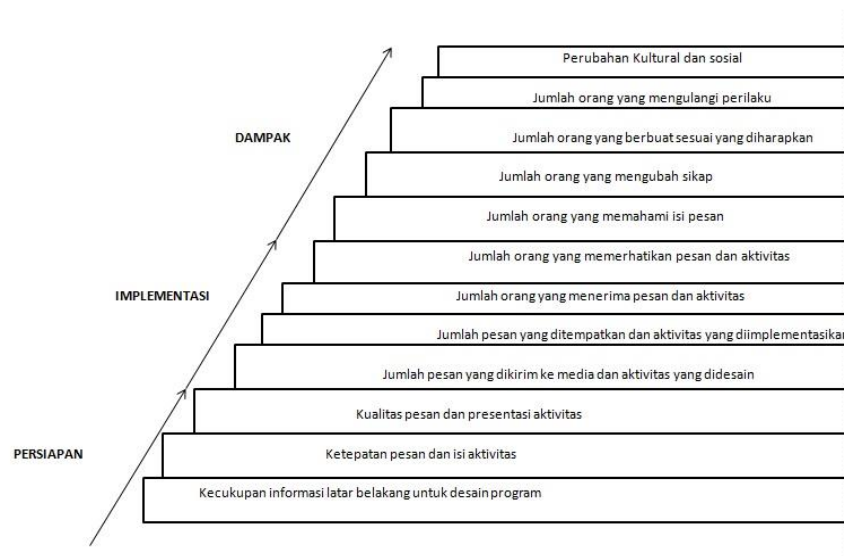 Perubahan Kultural dan sosial
Jumlah orang yang mengulangi perilaku
DAMPAK
Jumlah orang yang berbuat sesuai yang diharapkan
Jumlah orang yang mengubah sikap
Jumlah orang yang memahami isi pesan
Jumlah orang yang memerhatikan pesan dan aktivitas
IMPLEMENTASI
Jumlah orang yang menerima pesan dan aktivitas
Jumlah pesan yang ditempatkan dan aktivitas yang diimplementasikan
Jumlah pesan yang dikirim ke media dan aktivitas yang didesain
Kualitas pesan dan presentasi aktivitas
PERSIAPAN
Ketepatan pesan dan isi aktivitas
Kecukupan informasi latar belakang untuk desain program